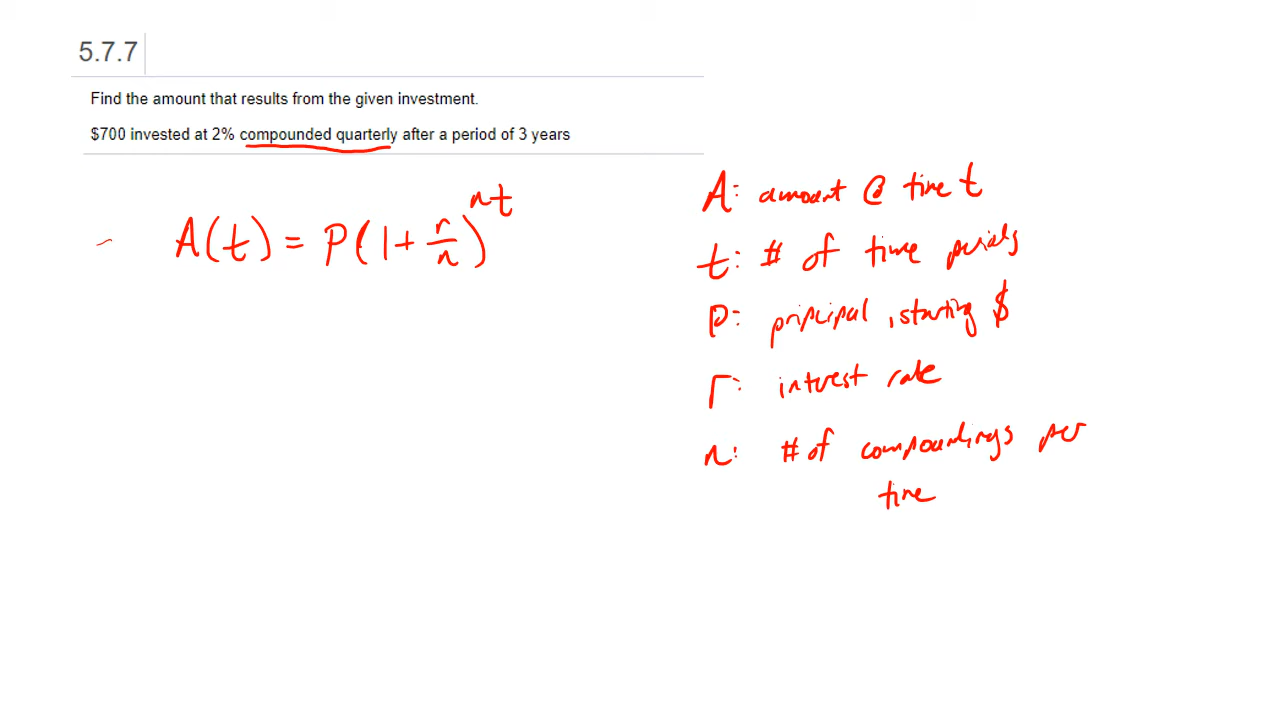 5.7.7
Find the amount that results from the given investment.
$700 invested at 2% compounded quarterly after a period of 3 years
A(t) = P(1 + r/n)^nt
A: amount @ time t
t: # of time periods
P: principal, starting $
r: interest rate
n: # of compoundings per
time